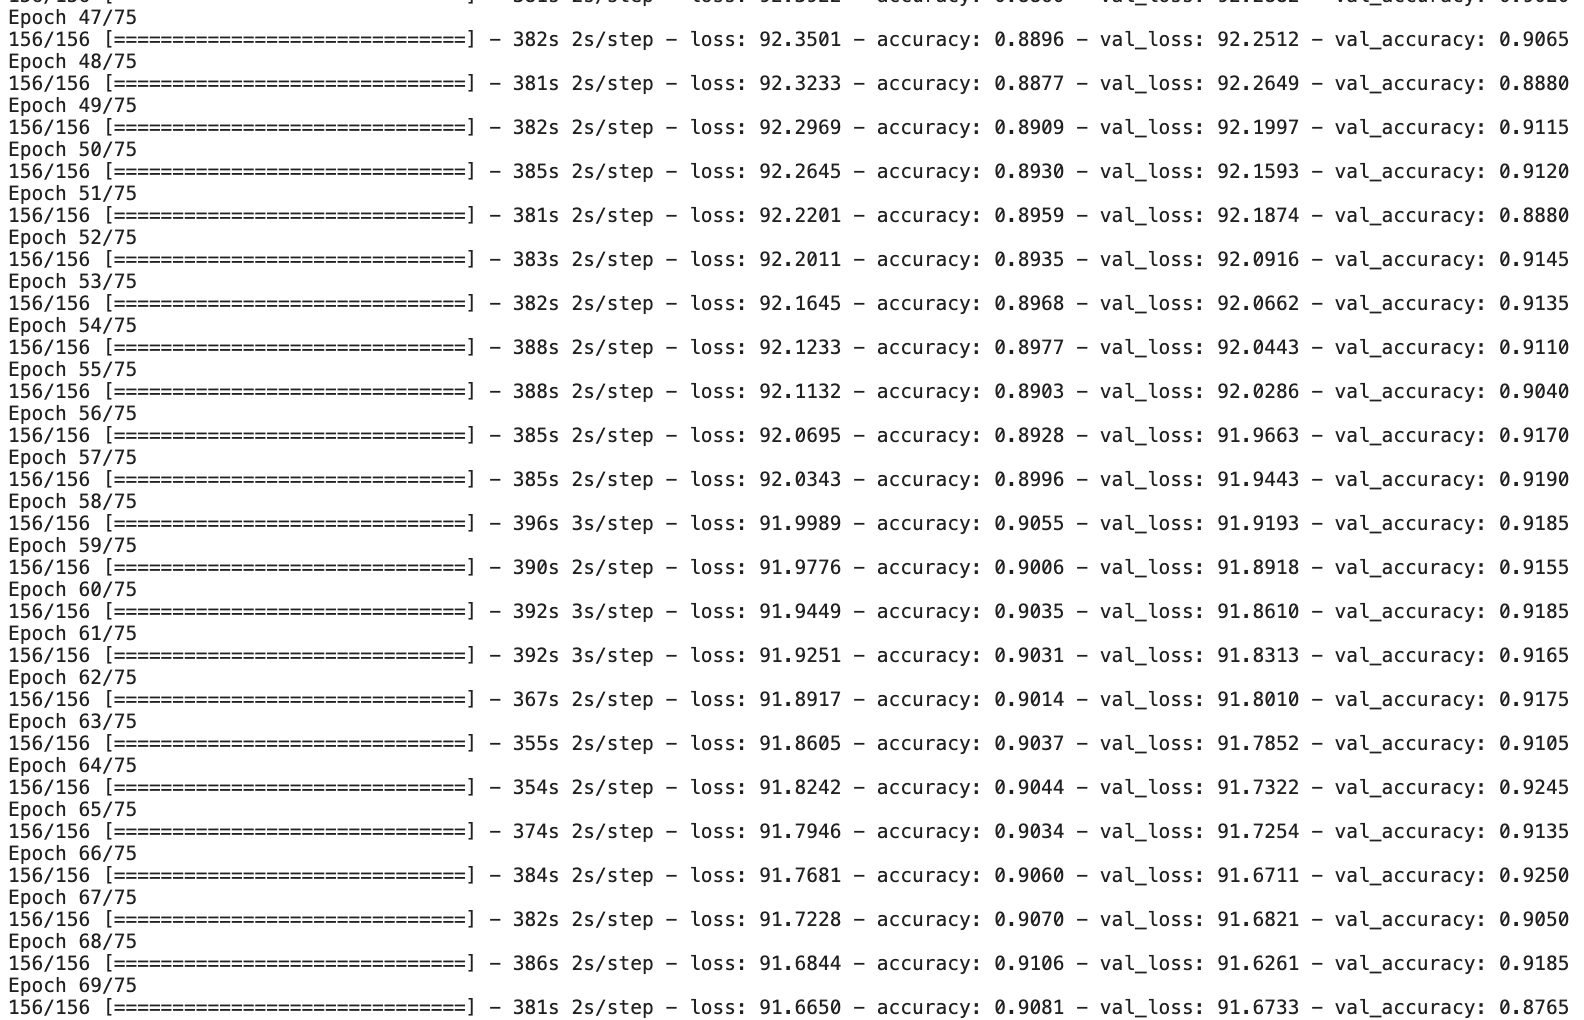 Epoch 47/75
156/156 [==============================] - 382s 2s/step - loss: 92.3501 - accuracy: 0.8896 - val_loss: 92.2512 - val_accuracy: 0.9065
Epoch 48/75
156/156 [==============================] - 381s 2s/step - loss: 92.3233 - accuracy: 0.8877 - val_loss: 92.2649 - val_accuracy: 0.8880
Epoch 49/75
156/156 [==============================] - 382s 2s/step - loss: 92.2969 - accuracy: 0.8909 - val_loss: 92.1997 - val_accuracy: 0.9115
Epoch 50/75
156/156 [==============================] - 385s 2s/step - loss: 92.2645 - accuracy: 0.8930 - val_loss: 92.1593 - val_accuracy: 0.9120
Epoch 51/75
156/156 [==============================] - 381s 2s/step - loss: 92.2201 - accuracy: 0.8959 - val_loss: 92.1874 - val_accuracy: 0.8880
Epoch 52/75
156/156 [==============================] - 383s 2s/step - loss: 92.2011 - accuracy: 0.8935 - val_loss: 92.0916 - val_accuracy: 0.9145
Epoch 53/75
156/156 [==============================] - 382s 2s/step - loss: 92.1645 - accuracy: 0.8968 - val_loss: 92.0662 - val_accuracy: 0.9135
Epoch 54/75
156/156 [==============================] - 388s 2s/step - loss: 92.1233 - accuracy: 0.8977 - val_loss: 92.0443 - val_accuracy: 0.9110
Epoch 55/75
156/156 [==============================] - 388s 2s/step - loss: 92.1132 - accuracy: 0.8903 - val_loss: 92.0286 - val_accuracy: 0.9040
Epoch 56/75
156/156 [==============================] - 385s 2s/step - loss: 92.0695 - accuracy: 0.8928 - val_loss: 91.9663 - val_accuracy: 0.9170
Epoch 57/75
156/156 [==============================] - 385s 2s/step - loss: 92.0343 - accuracy: 0.8996 - val_loss: 91.9443 - val_accuracy: 0.9190
Epoch 58/75
156/156 [==============================] - 396s 3s/step - loss: 91.9989 - accuracy: 0.9055 - val_loss: 91.9193 - val_accuracy: 0.9185
Epoch 59/75
156/156 [==============================] - 390s 2s/step - loss: 91.9776 - accuracy: 0.9006 - val_loss: 91.8918 - val_accuracy: 0.9155
Epoch 60/75
156/156 [==============================] - 392s 3s/step - loss: 91.9449 - accuracy: 0.9035 - val_loss: 91.8610 - val_accuracy: 0.9185
Epoch 61/75
156/156 [==============================] - 392s 3s/step - loss: 91.9251 - accuracy: 0.9031 - val_loss: 91.8313 - val_accuracy: 0.9165
Epoch 62/75
156/156 [==============================] - 367s 2s/step - loss: 91.8917 - accuracy: 0.9014 - val_loss: 91.8010 - val_accuracy: 0.9175
Epoch 63/75
156/156 [==============================] - 355s 2s/step - loss: 91.8605 - accuracy: 0.9037 - val_loss: 91.7852 - val_accuracy: 0.9105
Epoch 64/75
156/156 [==============================] - 354s 2s/step - loss: 91.8242 - accuracy: 0.9044 - val_loss: 91.7322 - val_accuracy: 0.9245
Epoch 65/75
156/156 [==============================] - 374s 2s/step - loss: 91.7946 - accuracy: 0.9034 - val_loss: 91.7254 - val_accuracy: 0.9135
Epoch 66/75
156/156 [==============================] - 384s 2s/step - loss: 91.7681 - accuracy: 0.9060 - val_loss: 91.6711 - val_accuracy: 0.9250
Epoch 67/75
156/156 [==============================] - 382s 2s/step - loss: 91.7228 - accuracy: 0.9070 - val_loss: 91.6821 - val_accuracy: 0.9050
Epoch 68/75
156/156 [==============================] - 386s 2s/step - loss: 91.6844 - accuracy: 0.9106 - val_loss: 91.6261 - val_accuracy: 0.9185
Epoch 69/75
156/156 [==============================] - 381s 2s/step - loss: 91.6650 - accuracy: 0.9081 - val_loss: 91.6733 - val_accuracy: 0.8765